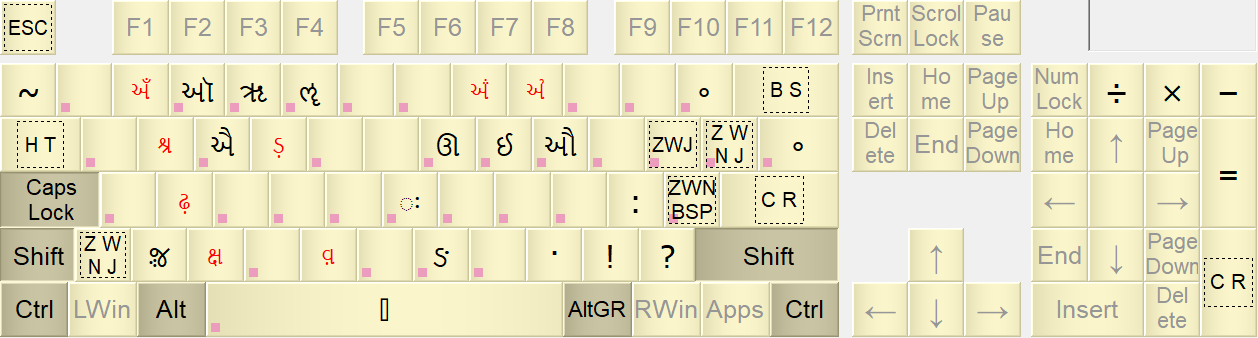 ESC F1 F2 F3 F4 F5 F6 F7 F8 F9 F10 F11 F12 Prnt Scrn Scrol Lock Pau se
~ અઁ ઑ ૠ ૡ અં અ૾ ॰ B S Ins ert Ho me Page Up Num Lock ÷ × −
H T શ્ર ઐ ડ઼ ઊ ઈ ઔ ZWJ Z W N J ॰ Del ete End Page Down Ho me ↑ Page Up =
Caps Lock ઢ઼ ઃ : ZWN BSP C R ← →
Shift Z W N J જ઼ ક્ષ વ઼ ઙ · ! ? Shift ↑ End ↓ Page Down C R
Ctrl LWin Alt AltGR RWin Apps Ctrl ← ↓ → Insert Del ete